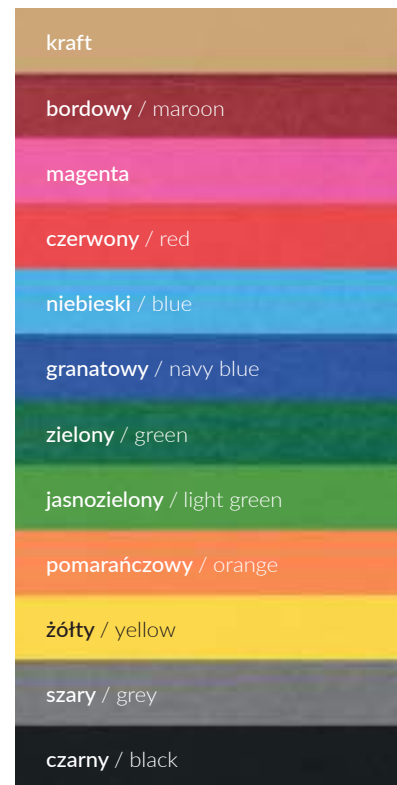 kraft
bordowy / maroon
magenta
czerwony / red
niebieski / blue
granatowy / navy blue
zielony / green
jasnozielony / light green
pomarańczowy / orange
żółty / yellow
szary / grey
czarny / black